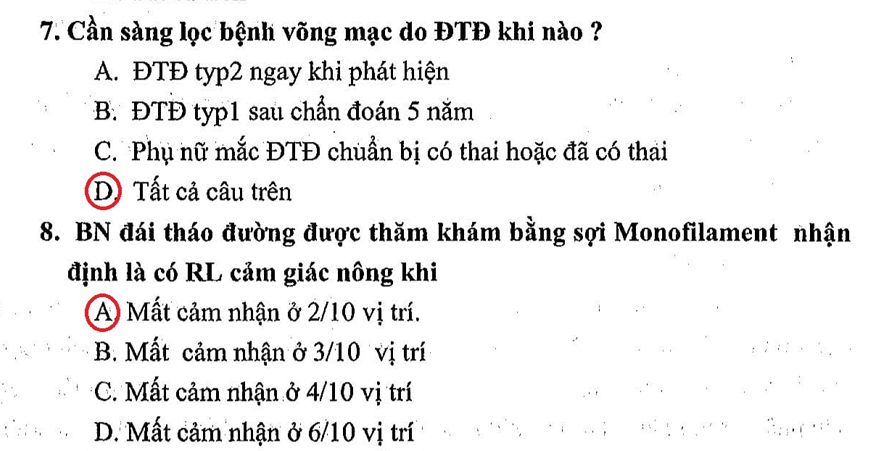 7. Cần sàng lọc bệnh võng mạc do ĐTĐ khi nào ?
A. ĐTĐ typ2 ngay khi phát hiện
B. ĐTĐ typ1 sau chẩn đoán 5 năm
C. Phụ nữ mắc ĐTĐ chuẩn bị có thai hoặc đã có thai
D. Tất cả câu trên
8. BN đái tháo đường được thăm khám bằng sợi Monofilament nhận
định là có RL cảm giác nông khi
A. Mất cảm nhận ở 2/10 vị trí.
B. Mất cảm nhận ở 3/10 vị trí
C. Mất cảm nhận ở 4/10 vị trí
D. Mất cảm nhận ở 6/10 vị trí